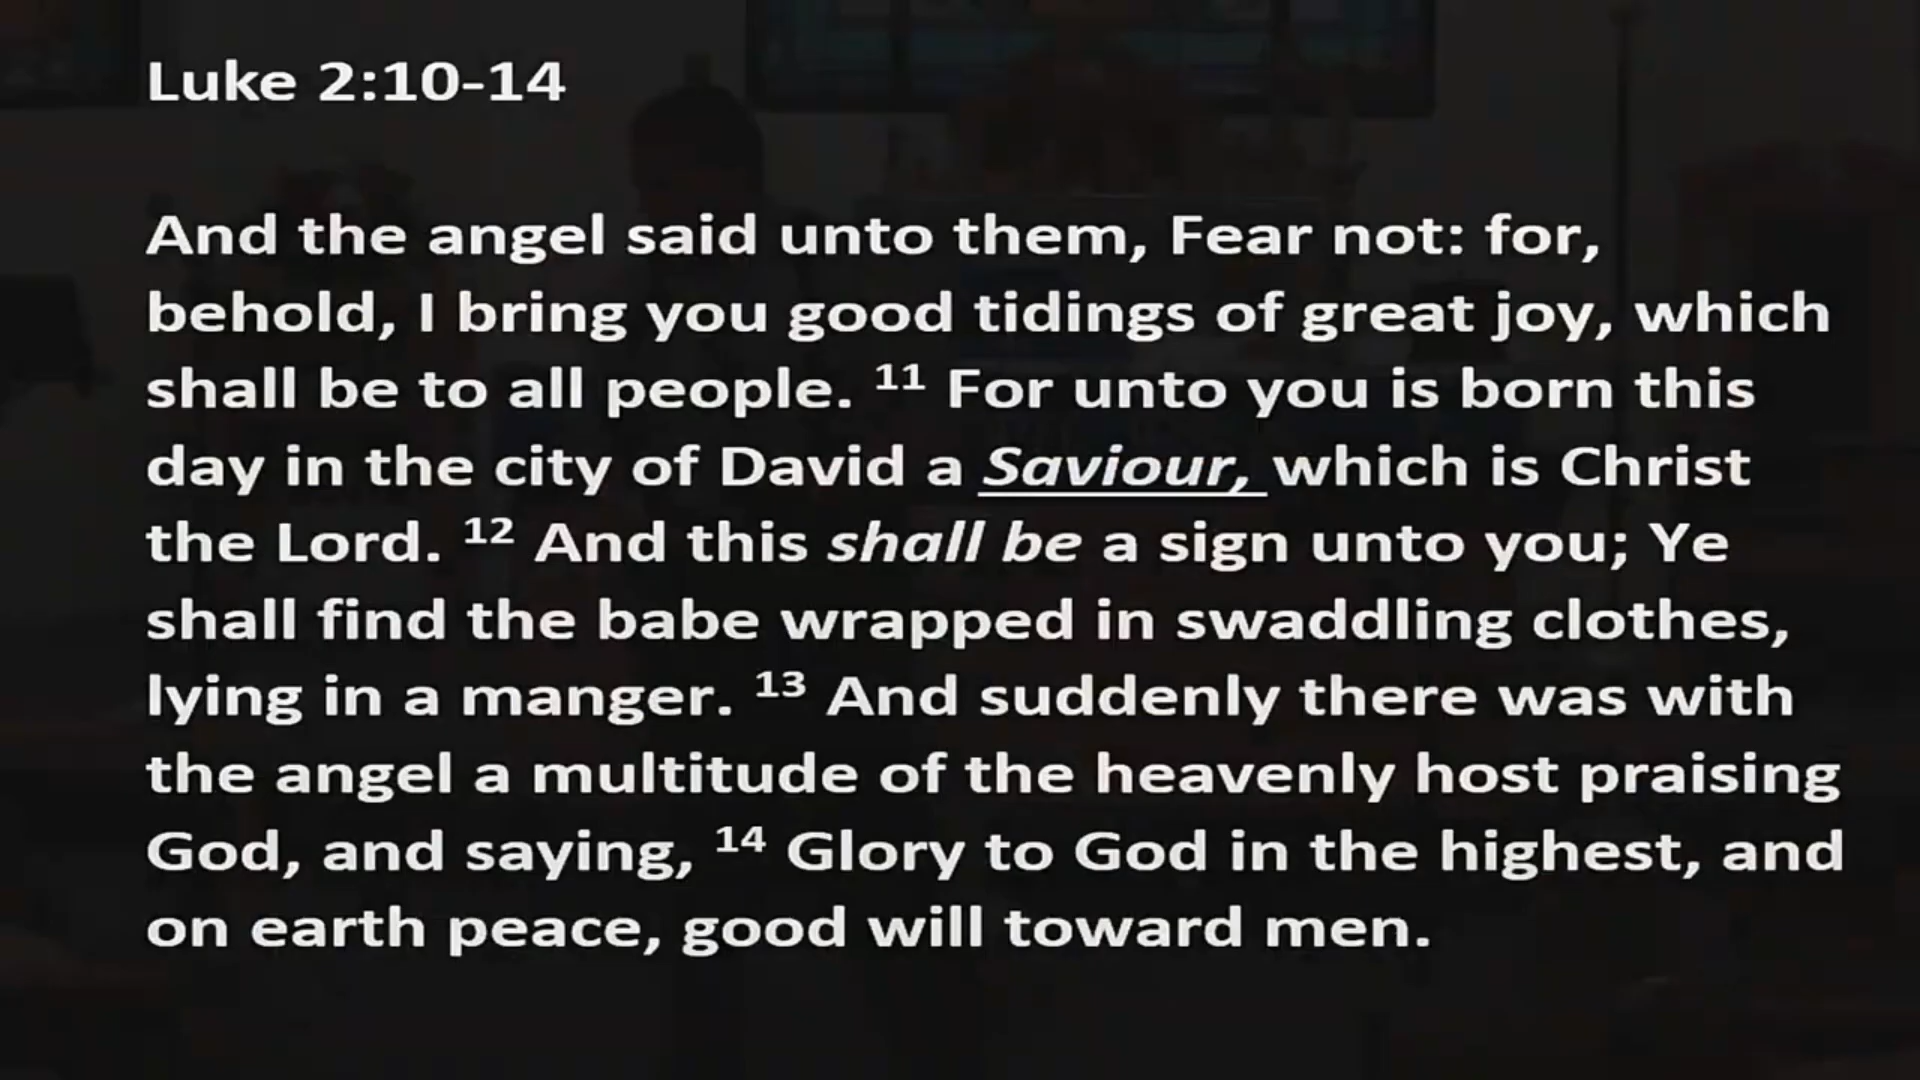 Luke 2:10-14
And the angel said unto them, Fear not: for,
behold, I bring you good tidings of great joy, which
shall be to all people. 11 For unto you is born this
day in the city of David a Saviour, which is Christ
the Lord. 12 And this shall be a sign unto you; Ye
shall find the babe wrapped in swaddling clothes,
lying in a manger. 13 And suddenly there was with
the angel a multitude of the heavenly host praising
God, and saying, 14 Glory to God in the highest, and
on earth peace, good will toward men.